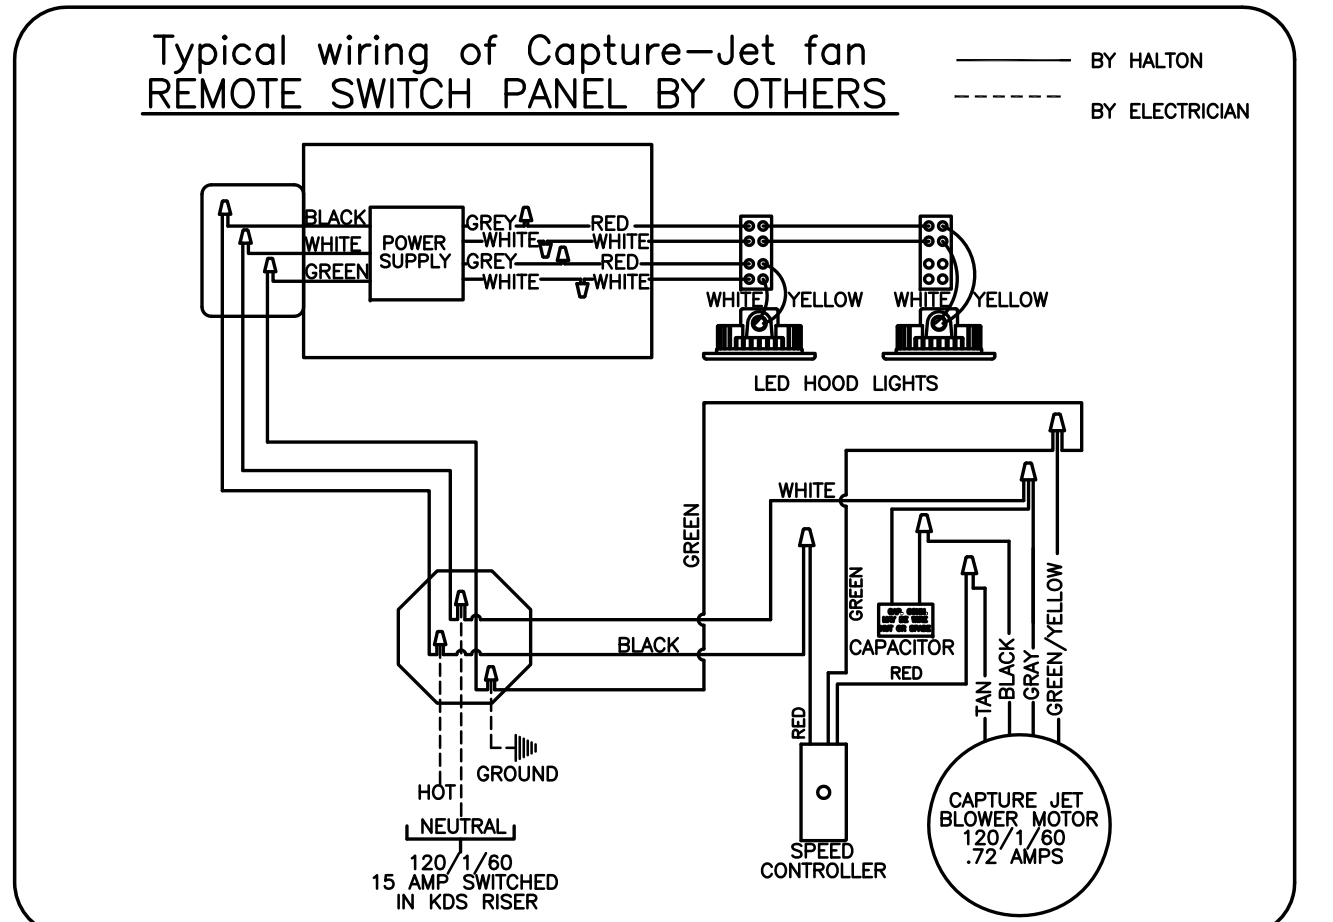 Typical wiring of Capture-Jet fan
REMOTE SWITCH PANEL BY OTHERS
BY HALTON
BY ELECTRICIAN
BLACK
WHITE
GREEN
POWER
SUPPLY
GREY
RED
WHITE
WHITE
GREY
RED
WHITE
WHITE
WHITE
YELLOW
WHITE
YELLOW
LED HOOD LIGHTS
WHITE
GREEN
GREEN
BLACK
CAPACITOR
RED
RED
TAN
BLACK
GRAY
GREEN/YELLOW
GROUND
HOT
NEUTRAL
120/1/60
15 AMP SWITCHED
IN KDS RISER
SPEED
CONTROLLER
CAPTURE JET
BLOWER MOTOR
120/1/60
.72 AMPS